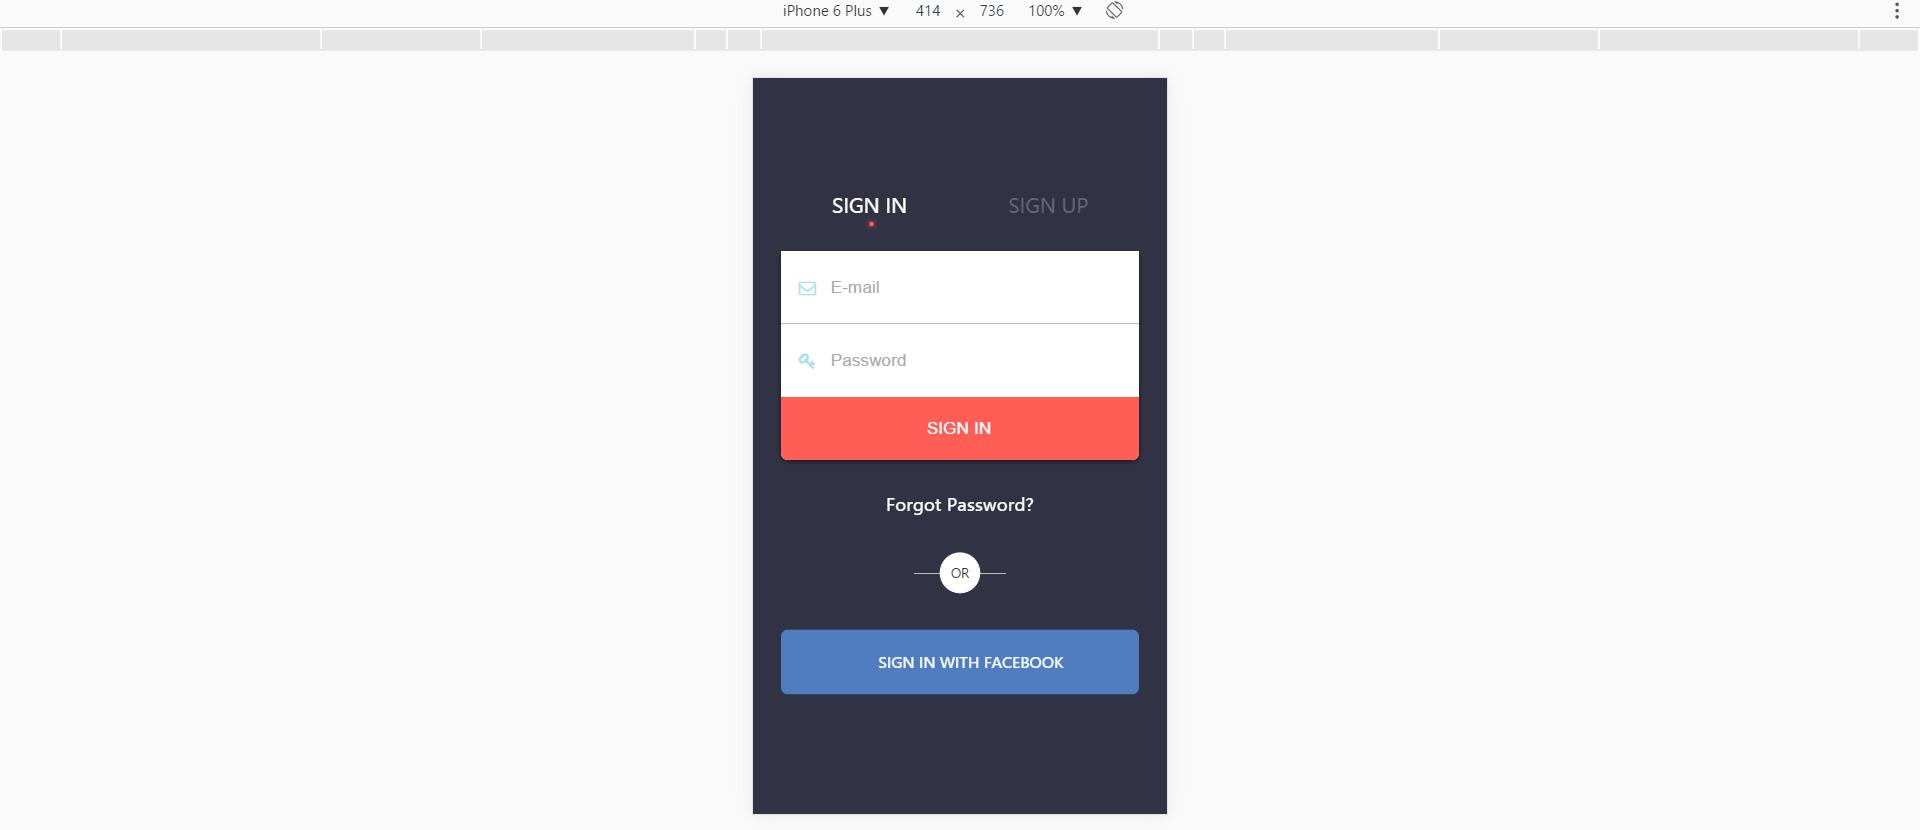 iPhone 6 Plus ▼ 414 × 736 100% ▼
SIGN IN SIGN UP
E-mail
Password
SIGN IN
Forgot Password?
OR
SIGN IN WITH FACEBOOK